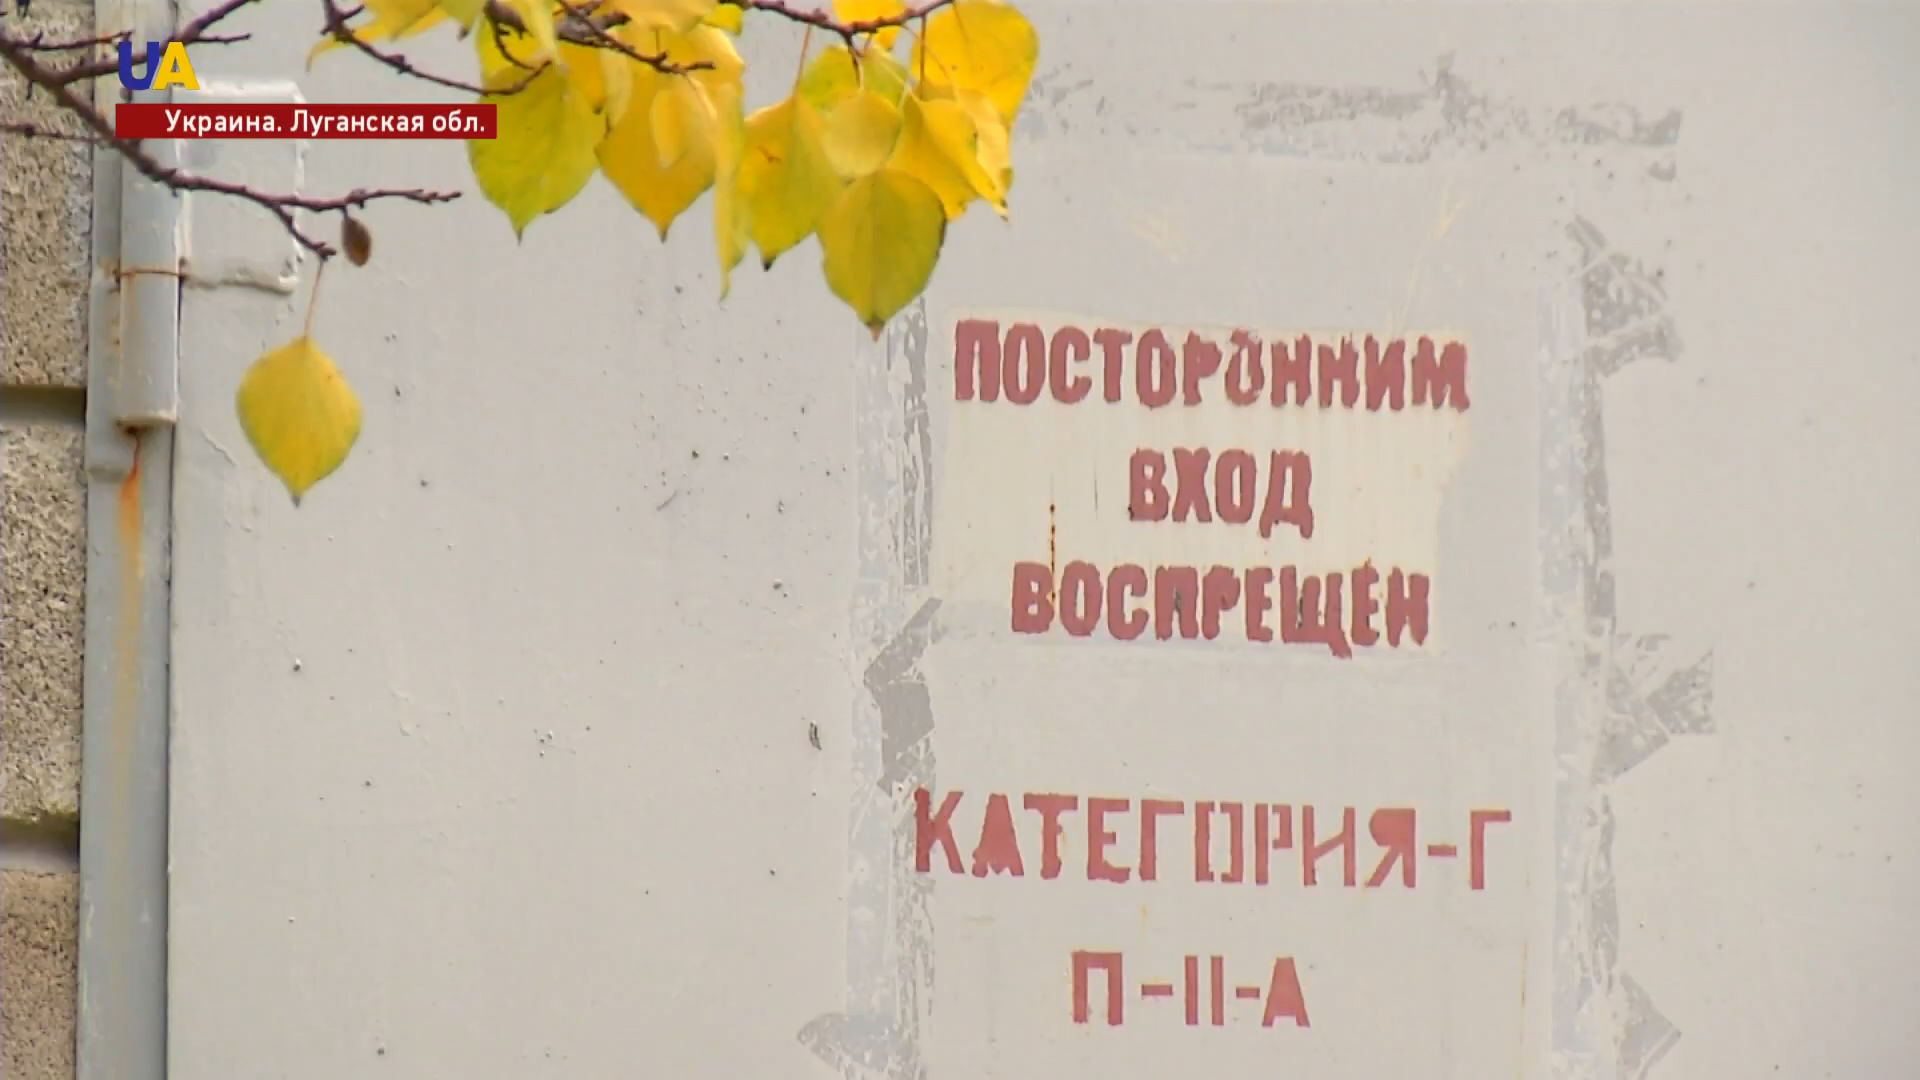 UA
Украина. Луганская обл.
ПОСТОРОННИМ
ВХОД
ВОСПРЕЩЕН
КАТЕГОРИЯ-Г
П-II-А